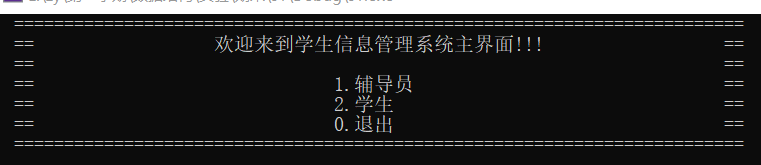 =========================================================================
==                  欢迎来到学生信息管理系统主界面!!!                  ==
==                                                                     ==
==                              1.辅导员                               ==
==                              2.学生                                 ==
==                              0.退出                                 ==
=========================================================================